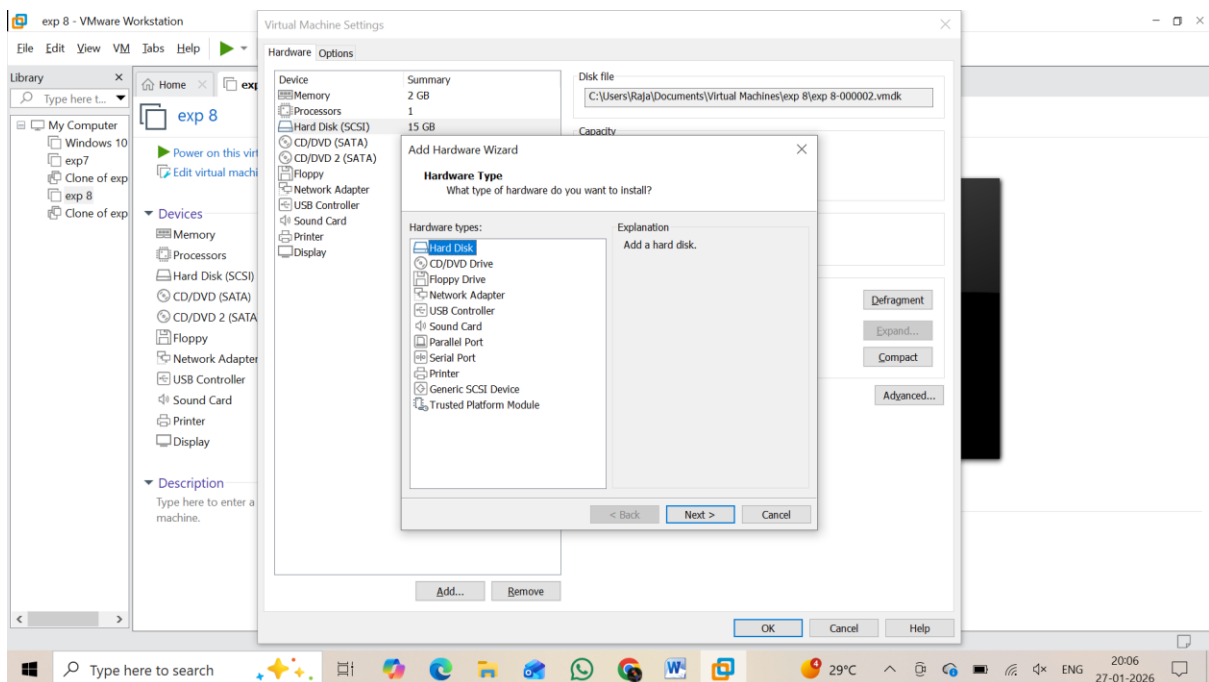 exp 8 - VMware Workstation
File Edit View VM Tabs Help
Library
Type here t...
My Computer
Windows 10
exp7
Clone of exp
exp 8
Clone of exp
Home
exp
exp 8
Power on this virt
Edit virtual machi
Devices
Memory
Processors
Hard Disk (SCSI)
CD/DVD (SATA)
CD/DVD 2 (SATA
Floppy
Network Adapter
USB Controller
Sound Card
Printer
Display
Description
Type here to enter a
machine.
Virtual Machine Settings
Hardware Options
Device Summary
Memory 2 GB
Processors 1
Hard Disk (SCSI) 15 GB
CD/DVD (SATA)
CD/DVD 2 (SATA)
Floppy
Network Adapter
USB Controller
Sound Card
Printer
Display
Add... Remove
Disk file
C:\Users\Raja\Documents\Virtual Machines\exp 8\exp 8-000002.vmdk
Capacity
Defragment
Expand...
Compact
Advanced...
OK Cancel Help
Add Hardware Wizard
Hardware Type
What type of hardware do you want to install?
Hardware types:
Hard Disk
CD/DVD Drive
Floppy Drive
Network Adapter
USB Controller
Sound Card
Parallel Port
Serial Port
Printer
Generic SCSI Device
Trusted Platform Module
Explanation
Add a hard disk.
< Back Next > Cancel
Type here to search
29°C
ENG
20:06
27-01-2026